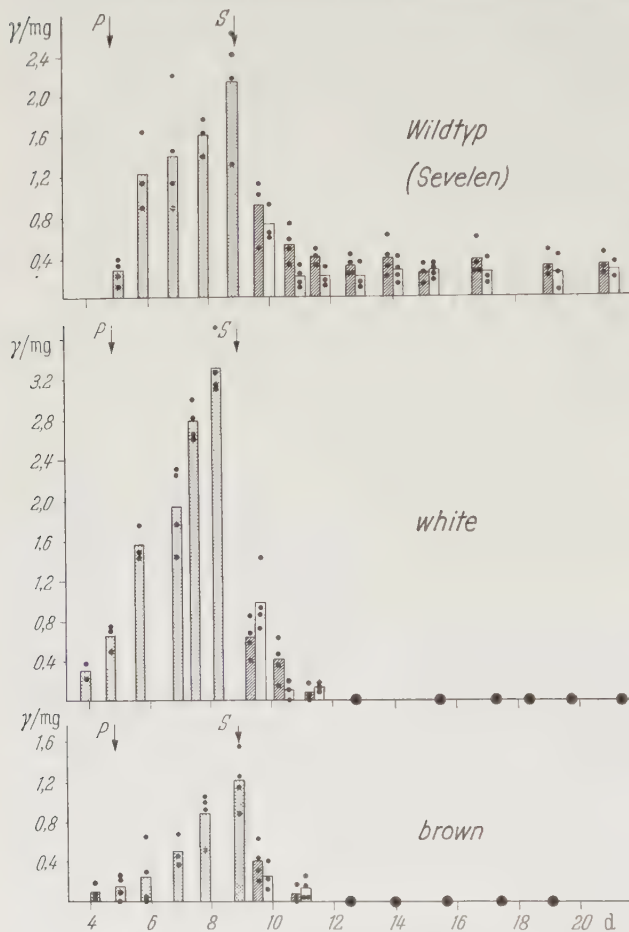 γ/mg P S
2,4
2,0
1,6
1,2
0,8
0,4
Wildtyp
(Sevelen)
γ/mg P S
3.2
2,8
2,4
2,0
1,6
1,2
0,8
0,4
white
γ/mg P S
1,6
1,2
0,8
0,4
brown
4 6 8 10 12 14 16 18 20 d